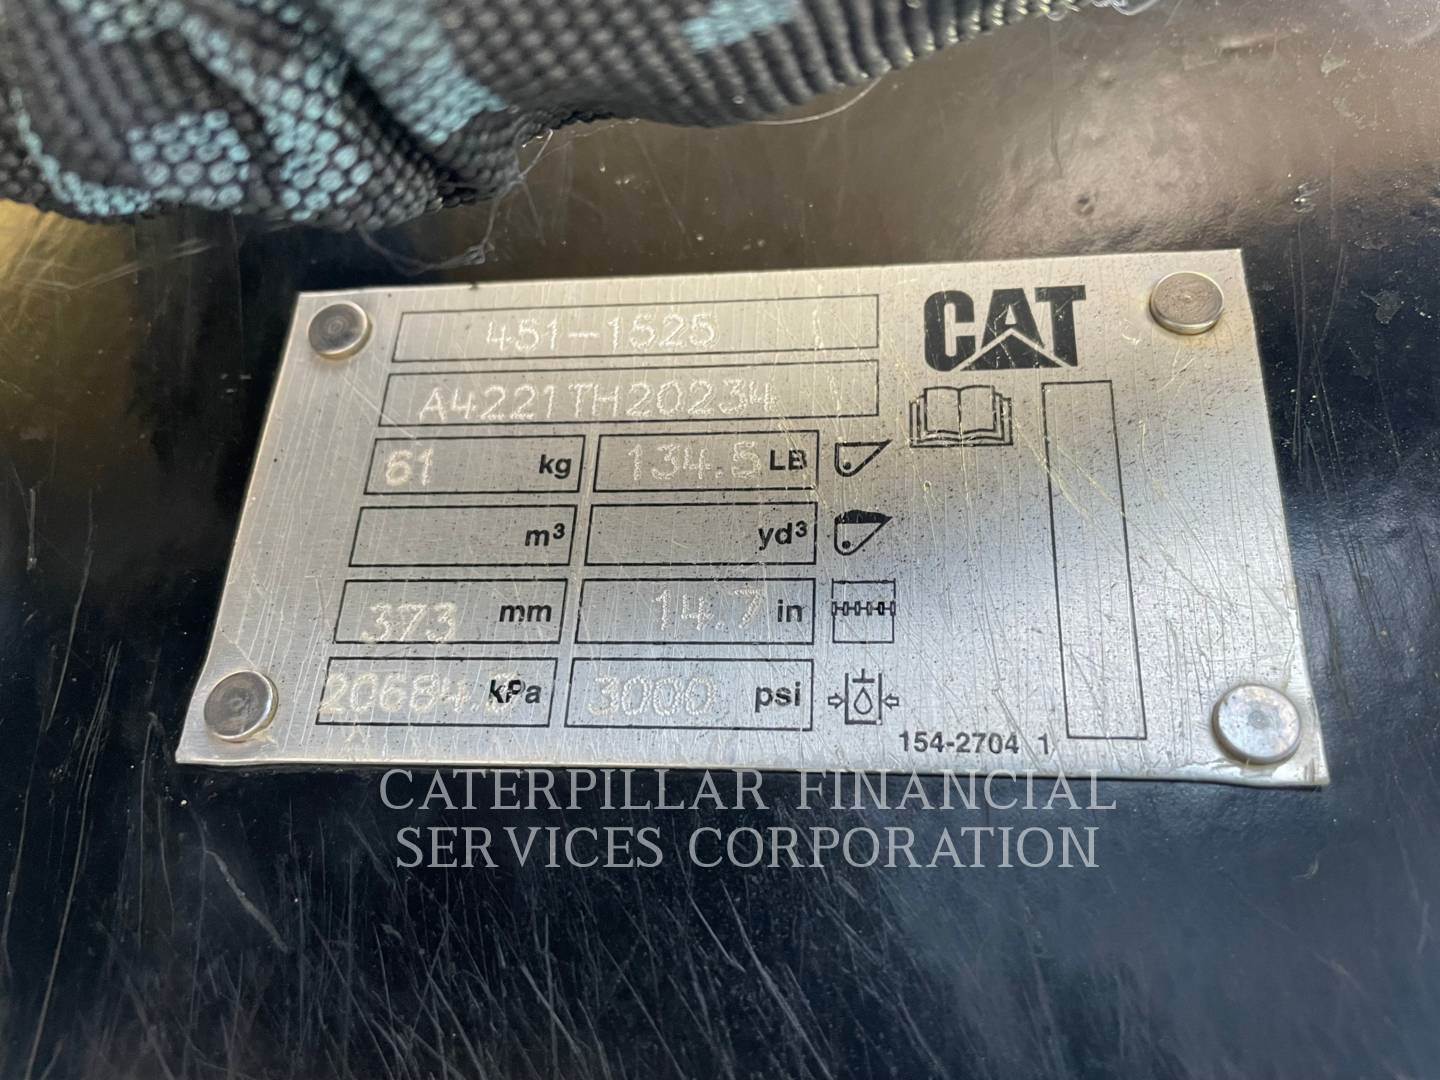 451-1525
CAT
A4221TH20234
61 kg 134.5 LB
m³ yd³
373 mm 14.7 in
kPa 3000 psi
154-2704 1
CATERPILLAR FINANCIAL
SERVICES CORPORATION